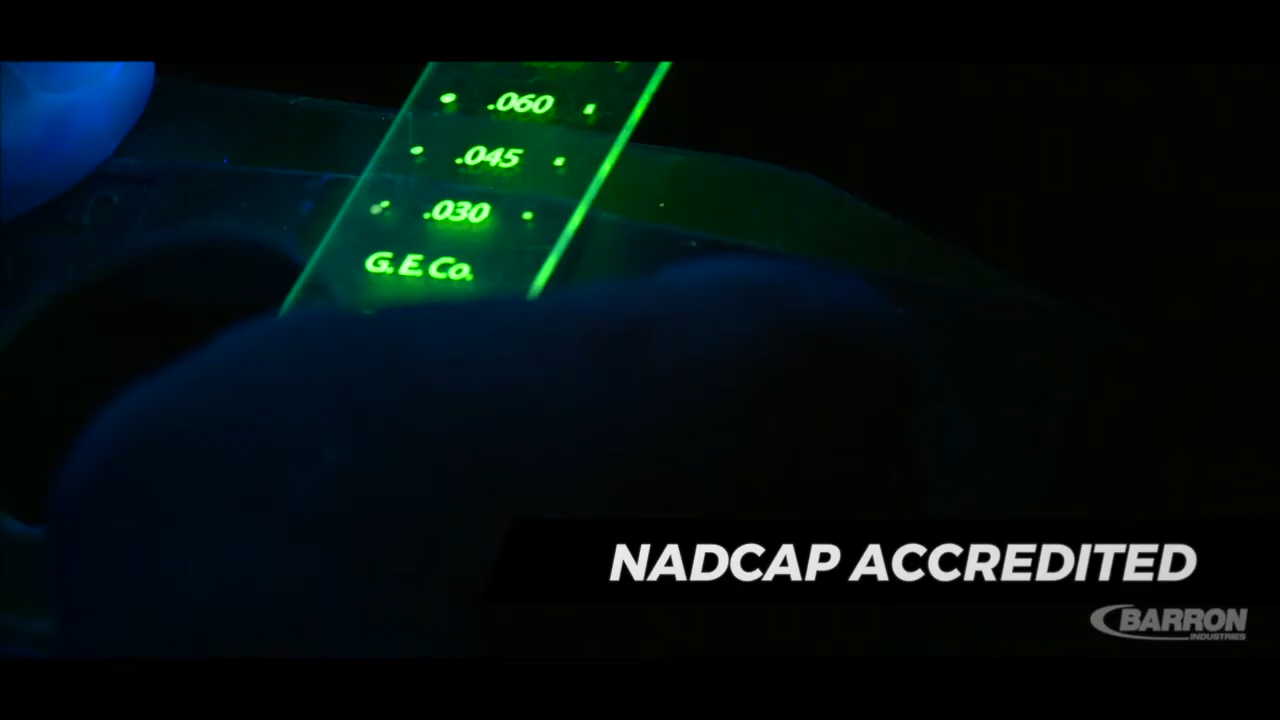 .060
.045
.030
G.E.Co.
NADCAP ACCREDITED
BARRON
INDUSTRIES